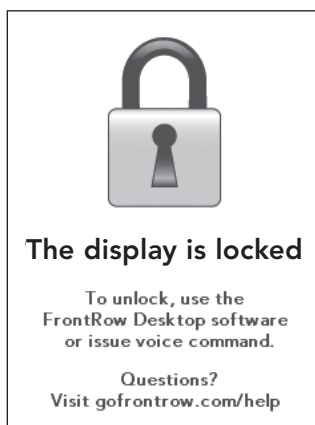 The display is locked
To unlock, use the
FrontRow Desktop software
or issue voice command.
Questions?
Visit gofrontrow.com/help